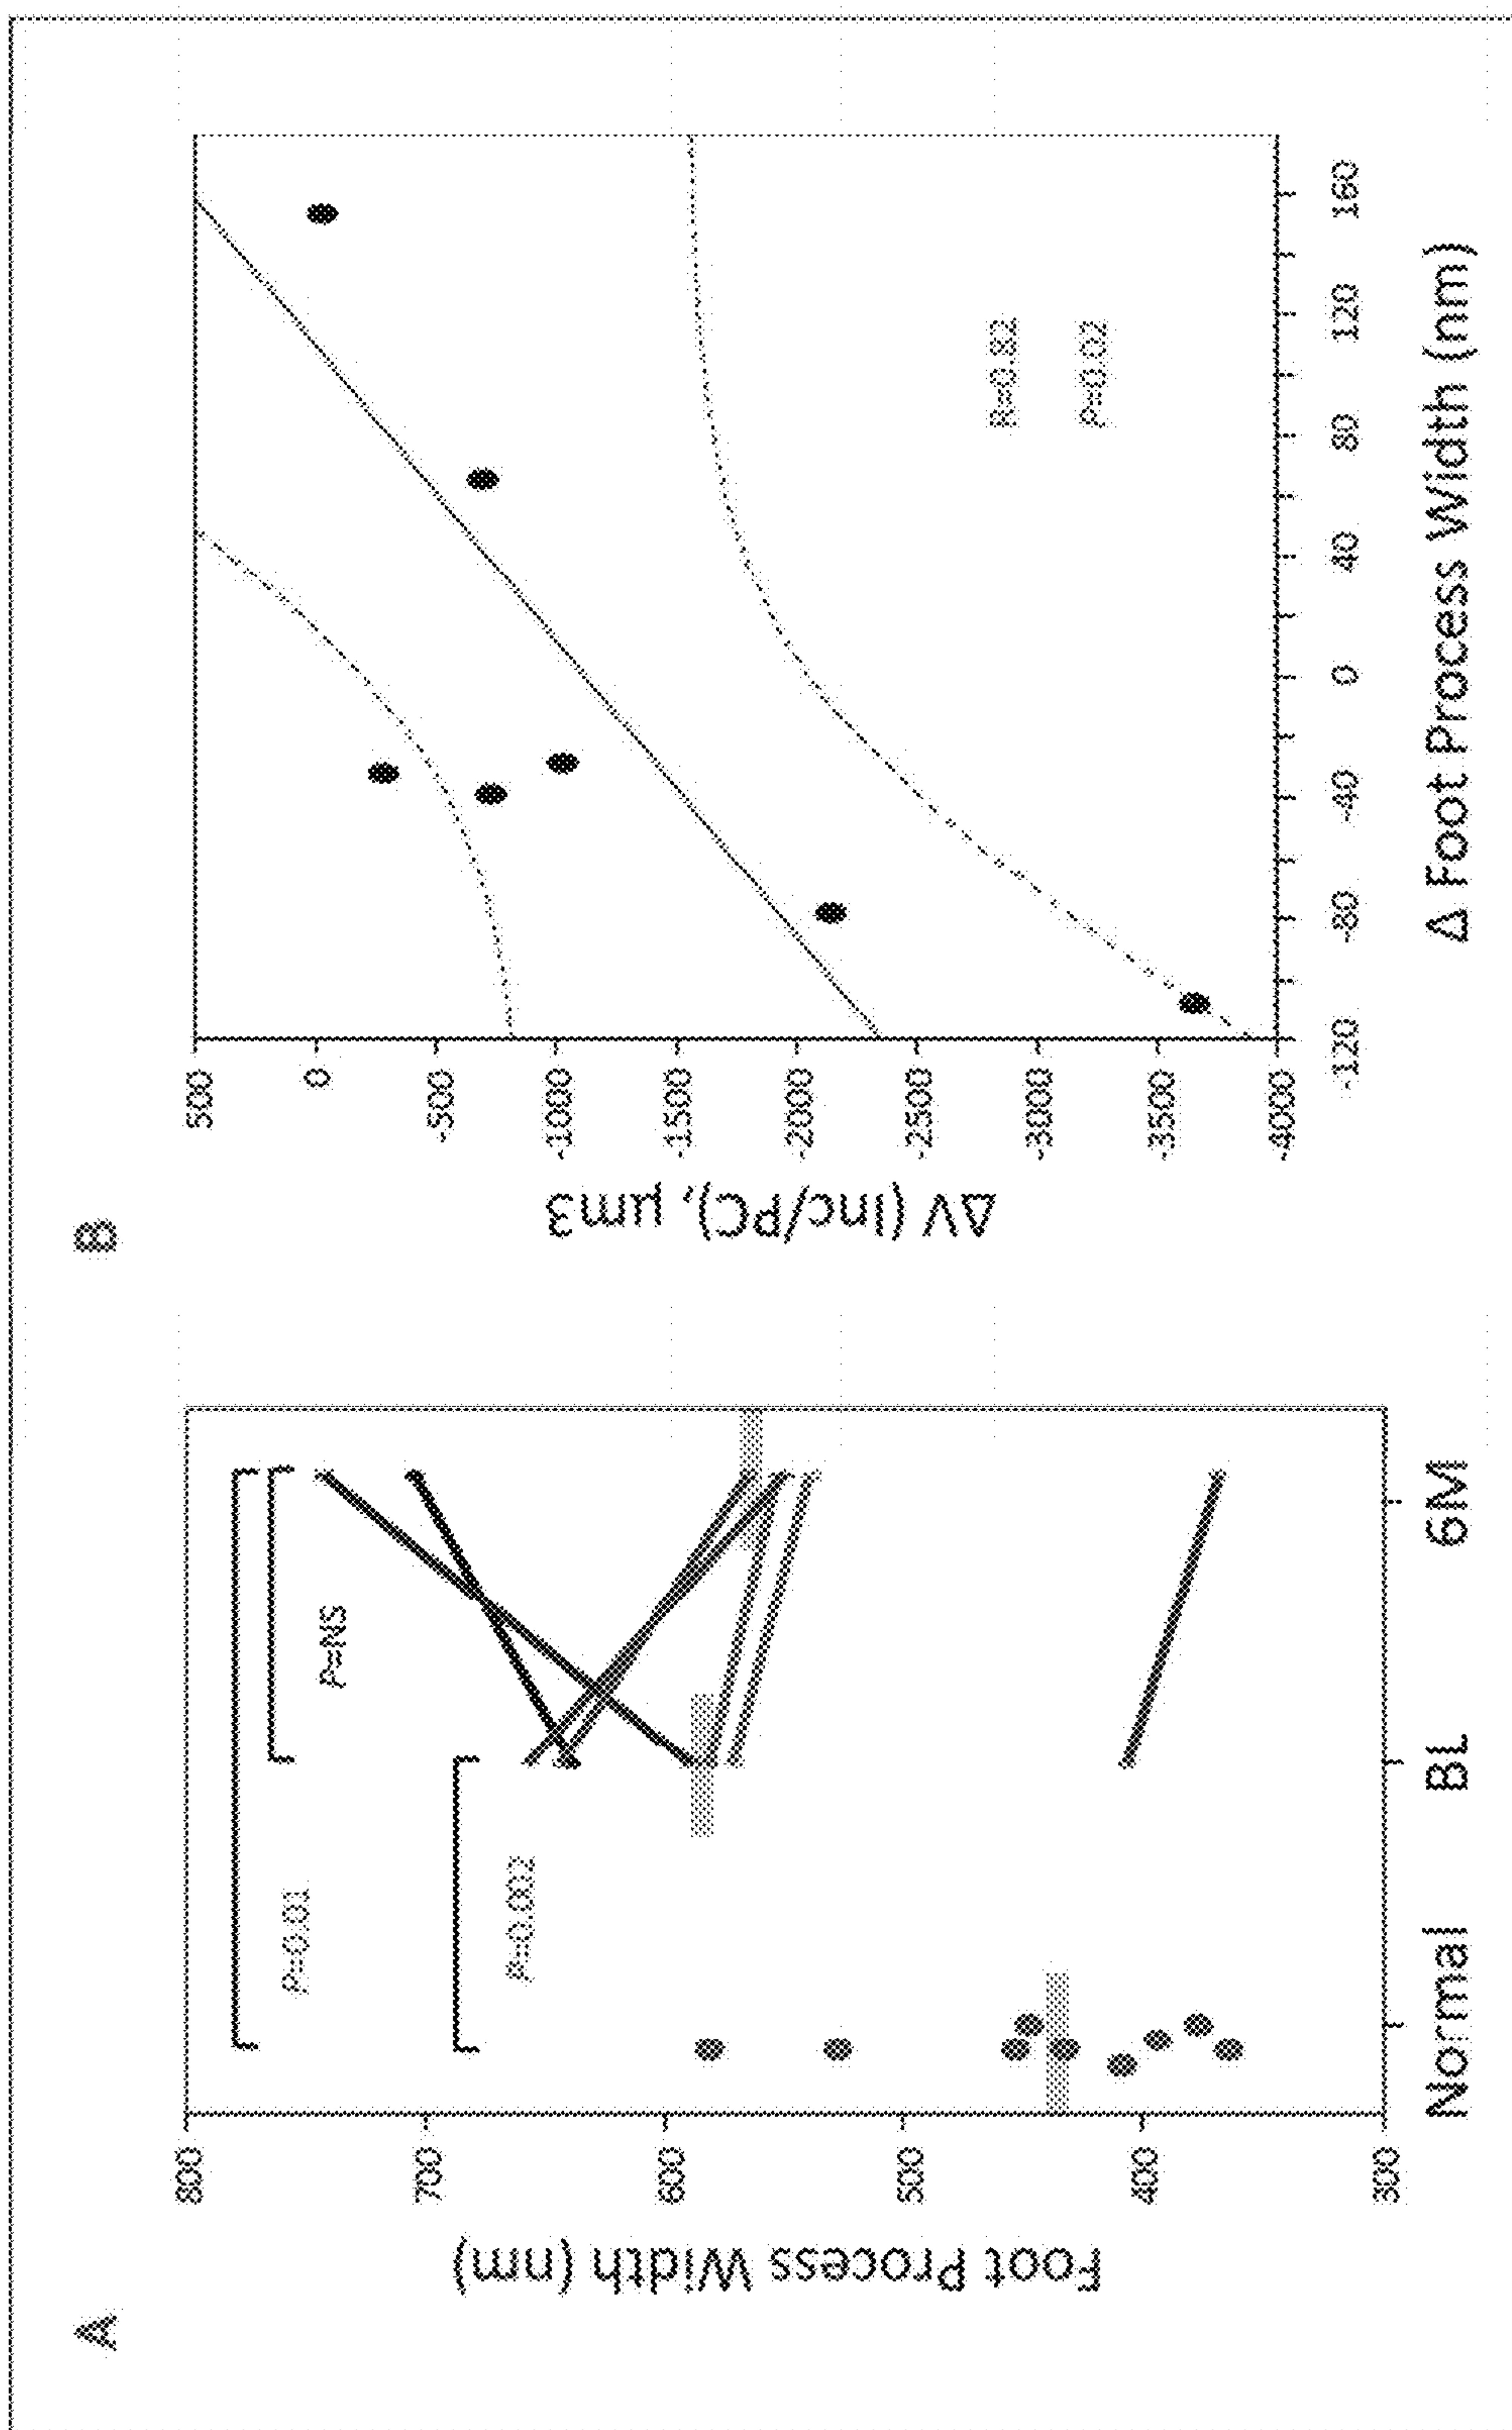 A
Foot Process Width (nm)
800
700
600
500
400
300
P=0.01
P=NS
P=0.002
Normal
BL
6M
B
ΔV (Inc/PC), µm3
500
0
-500
-1000
-1500
-2000
-2500
-3000
-3500
-4000
R=0.82
P=0.02
-120
-80
-40
0
40
80
120
160
Δ Foot Process Width (nm)